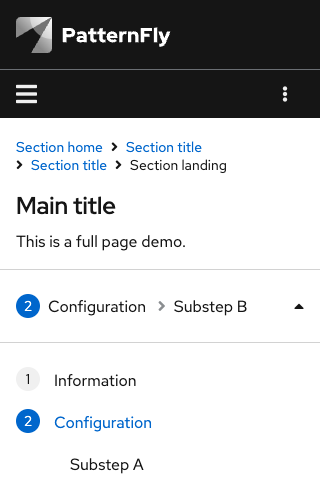 PatternFly
Section home Section title
Section title Section landing
Main title
This is a full page demo.
2 Configuration Substep B
1 Information
2 Configuration
Substep A